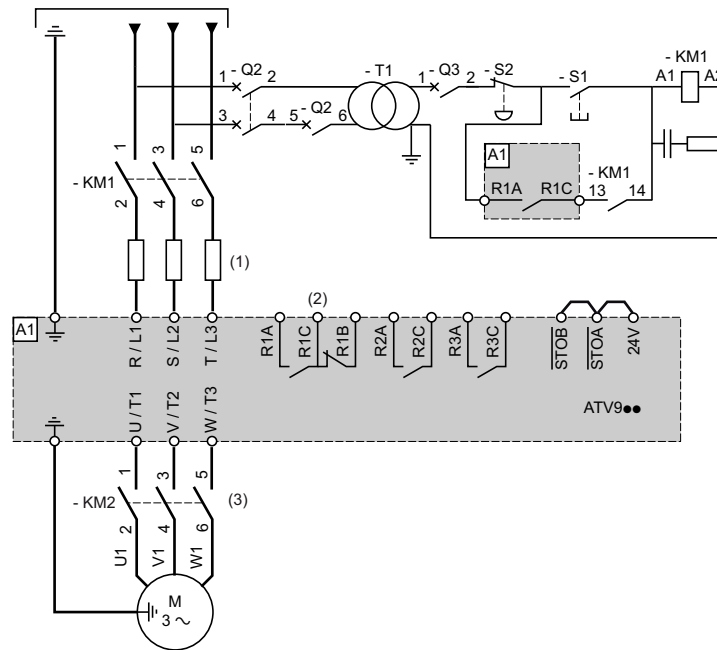 1 - Q2 2 - T1 1 - Q3 2 - S2 - S1 - KM1
A1 A2
3 4 5 - Q2 6
1 3 5
A1
- KM1
- KM1
R1A R1C 13 14
2 4 6
(1)
(2)
A1
R / L1 S / L2 T / L3 R1A R1C R1B R2A R2C R3A R3C STOB STOA 24V
U / T1 V / T2 W / T3
ATV9●●
1 3 5
- KM2 (3)
2 4 6
U1 V1 W1
M
3 ~